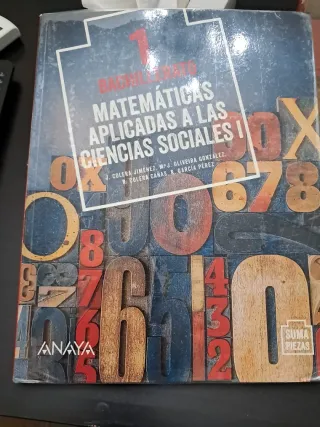 1
BACHILLERATO
MATEMÁTICAS
APLICADAS A LAS
CIENCIAS SOCIALES I
J. COLERA JIMÉNEZ, Mª J. OLIVEIRA GONZÁLEZ,
R. COLERA CAÑAS, R. GARCÍA PÉREZ
ANAYA
SUMA
PIEZAS